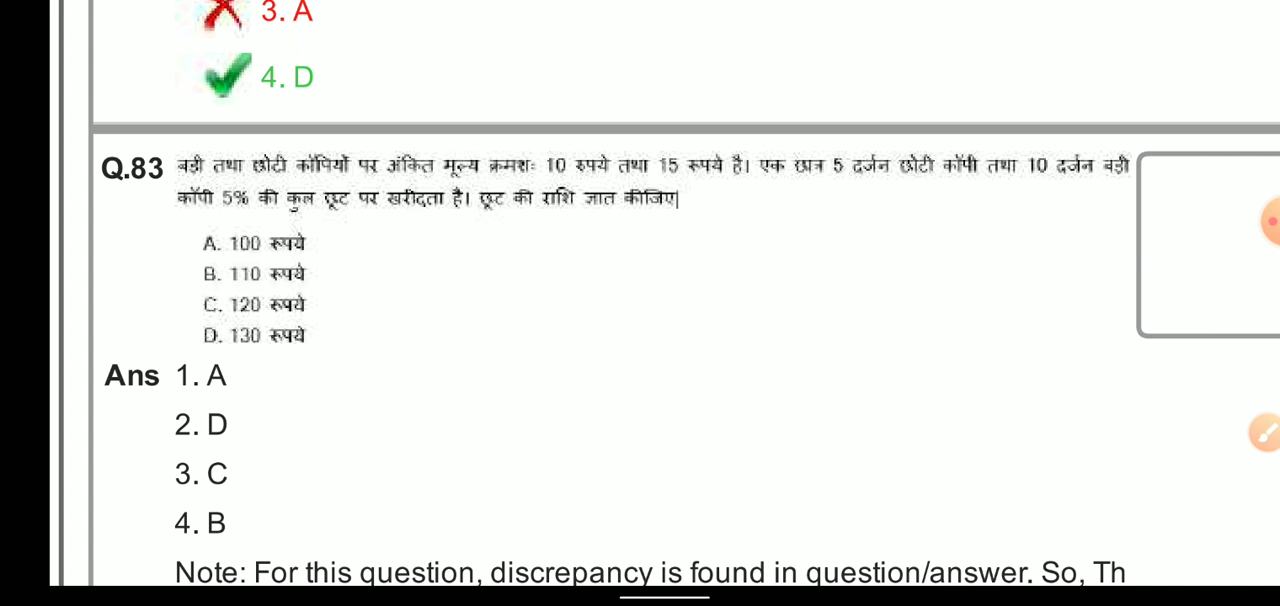 3. A
4. D
Q.83 बड़ी तथा छोटी कॉपियों पर अंकित मूल्य क्रमशः 10 रुपये तथा 15 रूपये है। एक छात्र 5 दर्जन छोटी कॉपी तथा 10 दर्जन बड़ी
कॉपी 5% की कुल छूट पर खरीदता है। छूट की राशि ज्ञात कीजिए|
A. 100 रूपये
B. 110 रूपये
C. 120 रूपये
D. 130 रूपये
Ans 1. A
2. D
3. C
4. B
Note: For this question, discrepancy is found in question/answer. So, Th